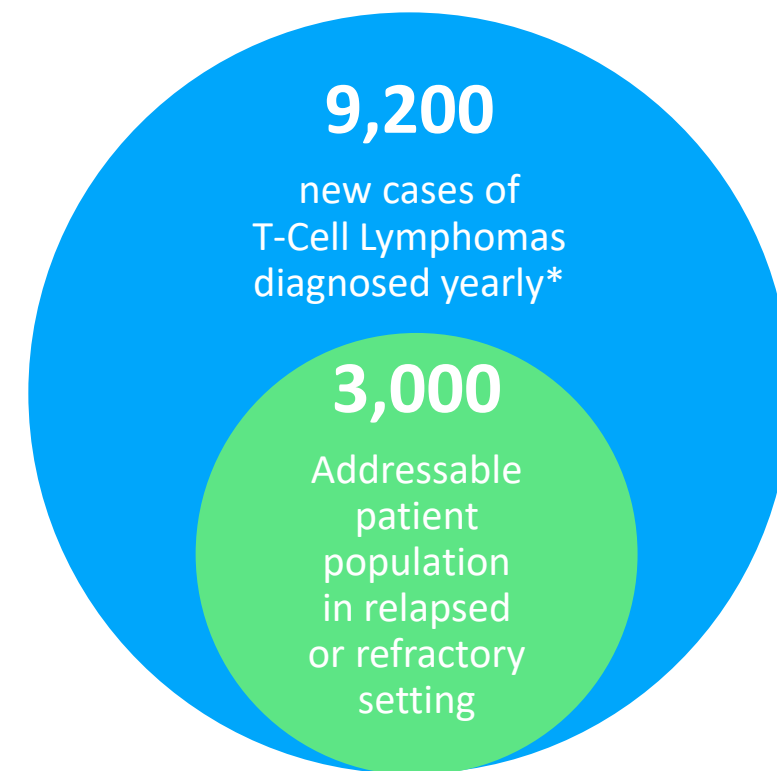 9,200
new cases of
T-Cell Lymphomas
diagnosed yearly*
3,000
Addressable
patient
population
in relapsed
or refractory
setting